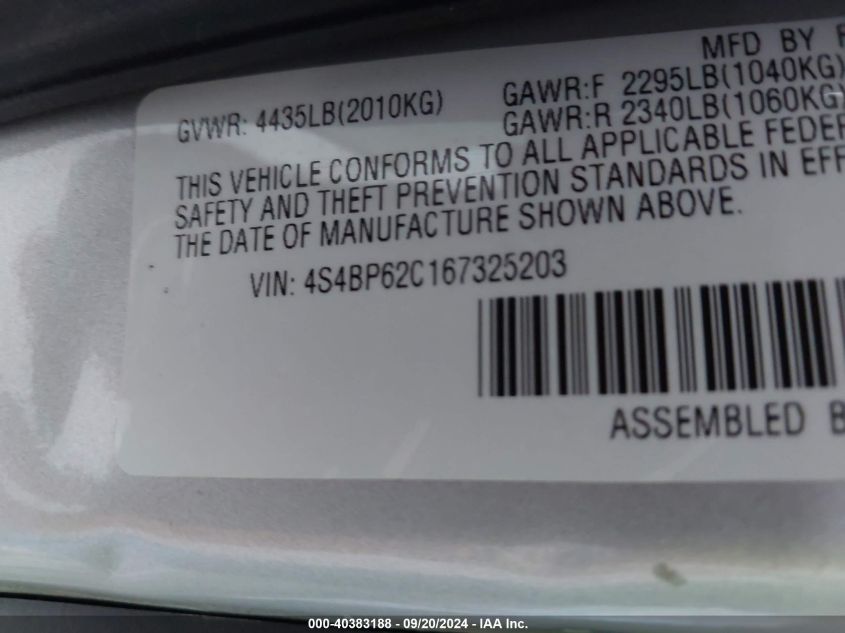 MFD BY F
GVWR: 4435LB(2010KG) GAWR:F 2295LB(1040KG)
GAWR:R 2340LB(1060KG)
THIS VEHICLE CONFORMS TO ALL APPLICABLE FEDER
SAFETY AND THEFT PREVENTION STANDARDS IN EFF
THE DATE OF MANUFACTURE SHOWN ABOVE.
VIN: 4S4BP62C167325203
ASSEMBLED B
000-40383188 - 09/20/2024 - IAA Inc.